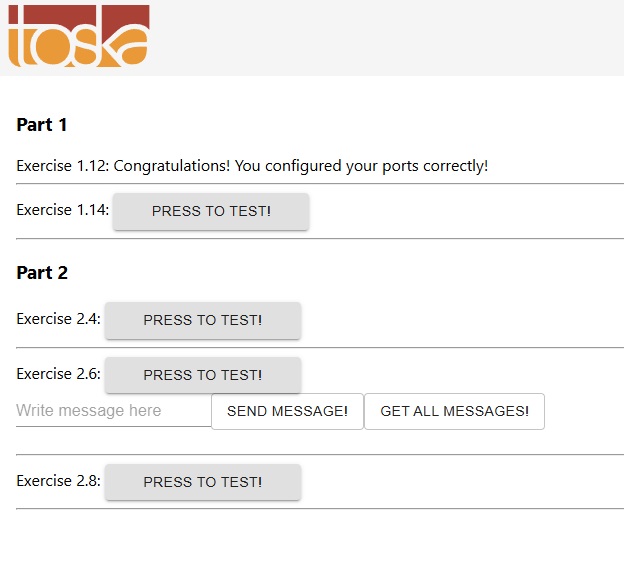 toska
Part 1
Exercise 1.12: Congratulations! You configured your ports correctly!
Exercise 1.14: PRESS TO TEST!
Part 2
Exercise 2.4: PRESS TO TEST!
Exercise 2.6: PRESS TO TEST!
Write message here SEND MESSAGE! GET ALL MESSAGES!
Exercise 2.8: PRESS TO TEST!